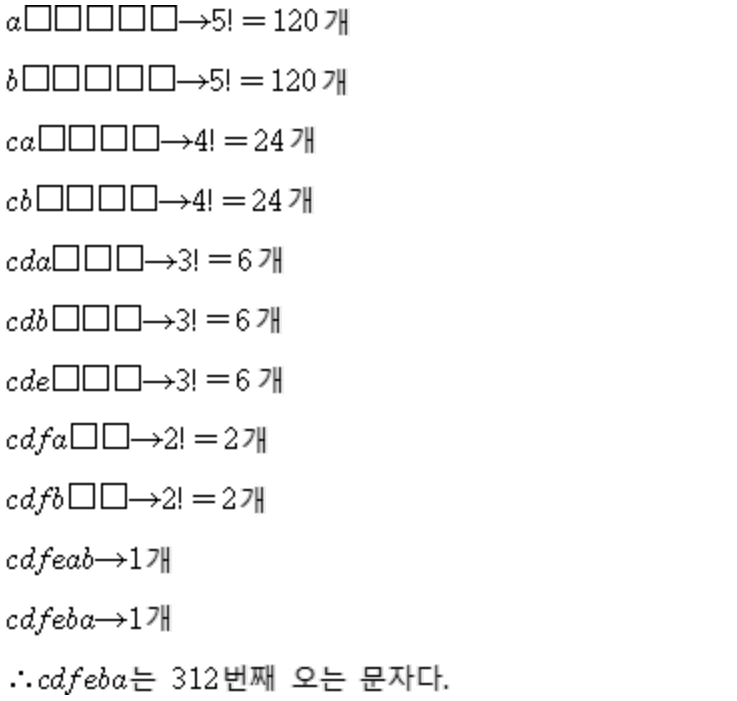 a□□□□□→5! = 120개
b□□□□□→5! = 120개
ca□□□□→4! = 24개
cb□□□□→4! = 24개
cda□□□→3! = 6개
cdb□□□→3! = 6개
cde□□□→3! = 6개
cdfa□□→2! = 2개
cdfb□□→2! = 2개
cdfeab→1개
cdfeba→1개
∴cdfeba는 312번째 오는 문자다.